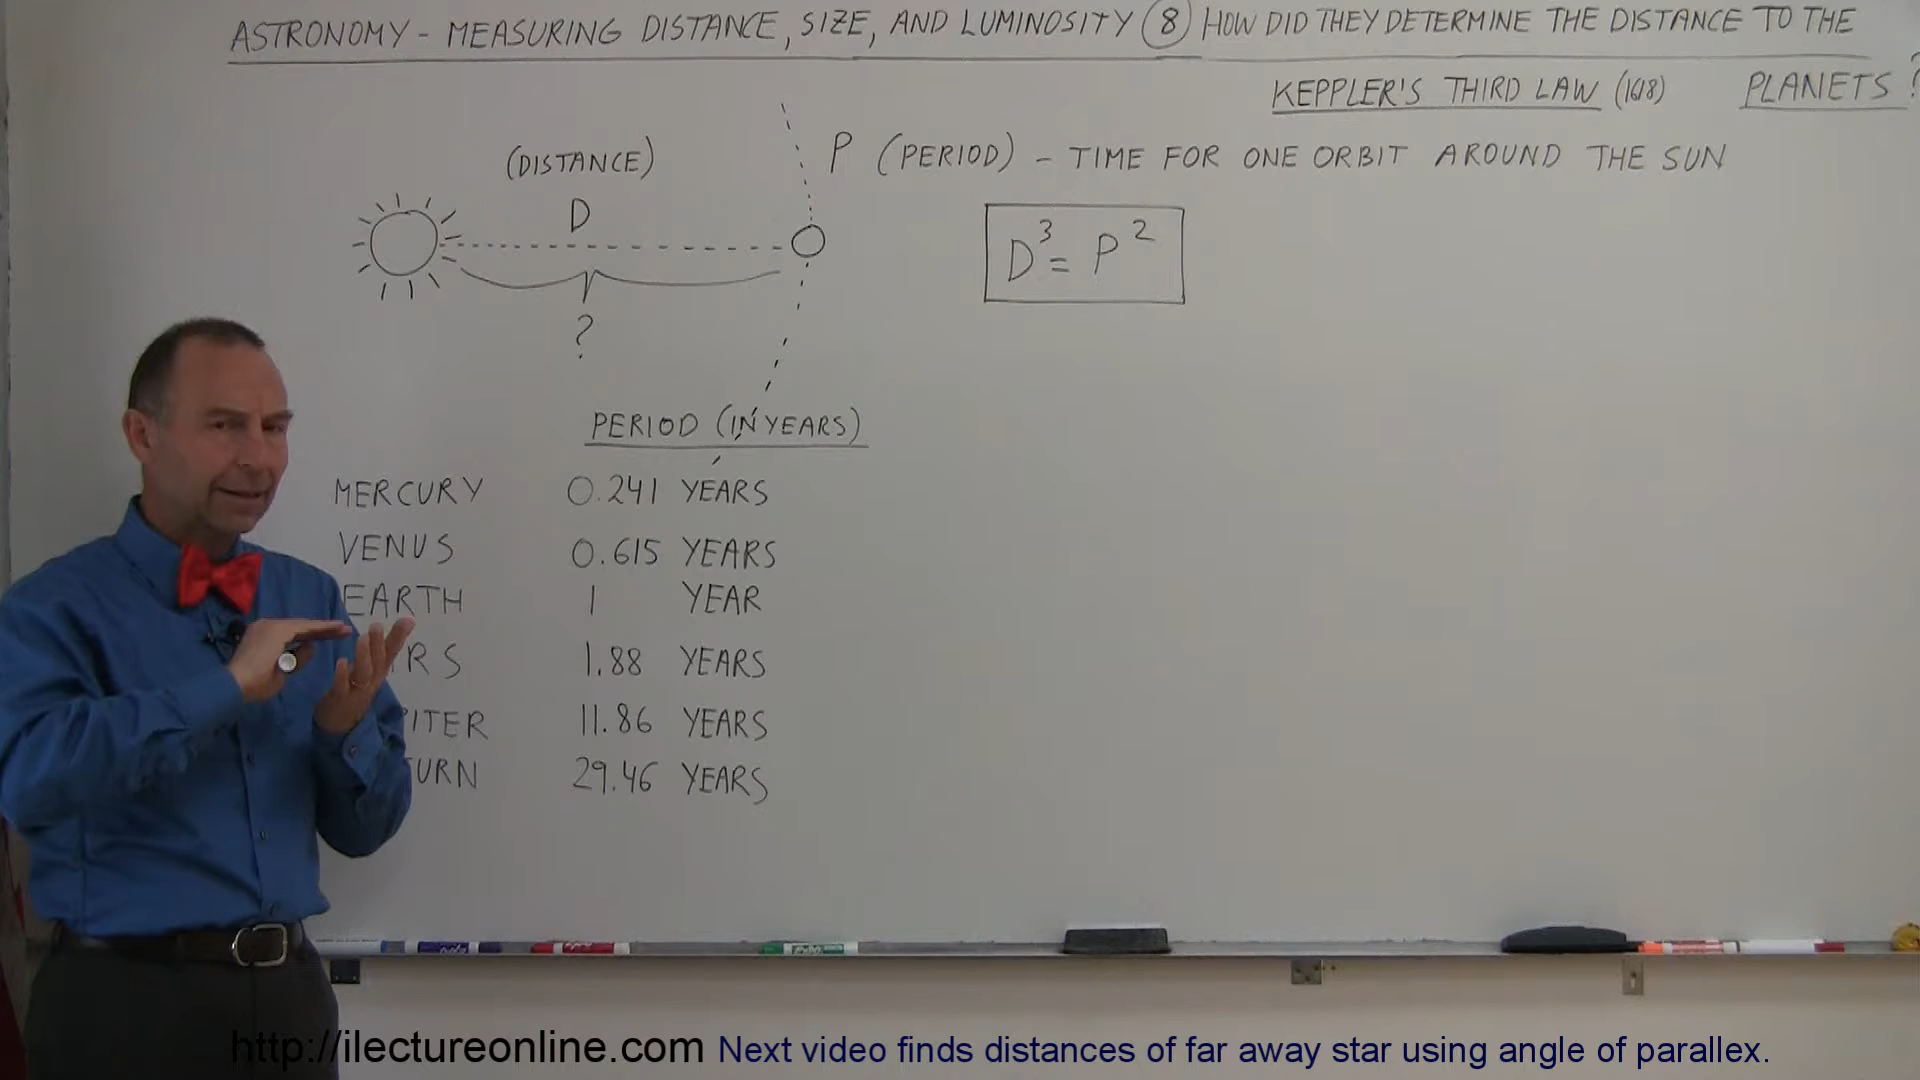 ASTRONOMY - MEASURING DISTANCE, SIZE, AND LUMINOSITY 8 HOW DID THEY DETERMINE THE DISTANCE TO THE
KEPPLER'S THIRD LAW (1618) PLANETS ?
(DISTANCE)
D
?
P (PERIOD) - TIME FOR ONE ORBIT AROUND THE SUN
D³ = P²
PERIOD (IN YEARS)
MERCURY 0.241 YEARS
VENUS 0.615 YEARS
EARTH 1 YEAR
RS 1.88 YEARS
PITER 11.86 YEARS
TURN 29.46 YEARS
http://ilectureonline.com Next video finds distances of far away star using angle of parallex.